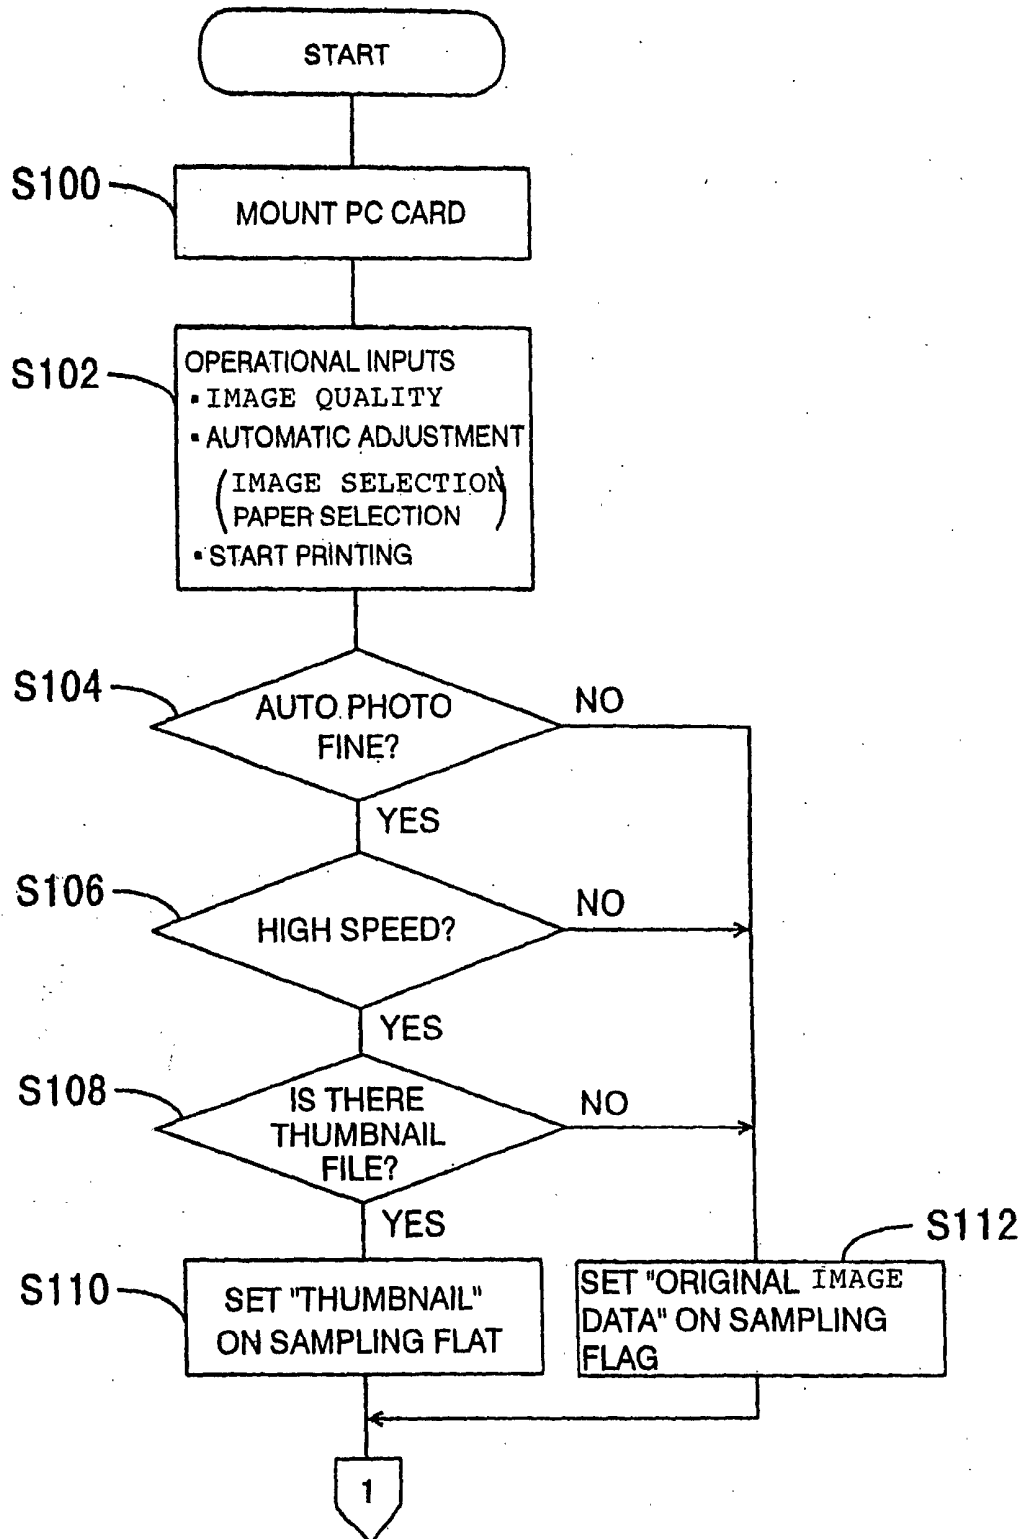 START
S100
MOUNT PC CARD
S102
OPERATIONAL INPUTS
▪ IMAGE QUALITY
▪ AUTOMATIC ADJUSTMENT
(IMAGE SELECTION
PAPER SELECTION)
▪ START PRINTING
S104
AUTO PHOTO
FINE?
NO
YES
S106
HIGH SPEED?
NO
YES
S108
IS THERE
THUMBNAIL
FILE?
NO
YES
S110
SET "THUMBNAIL"
ON SAMPLING FLAT
S112
SET "ORIGINAL IMAGE
DATA" ON SAMPLING
FLAG
1